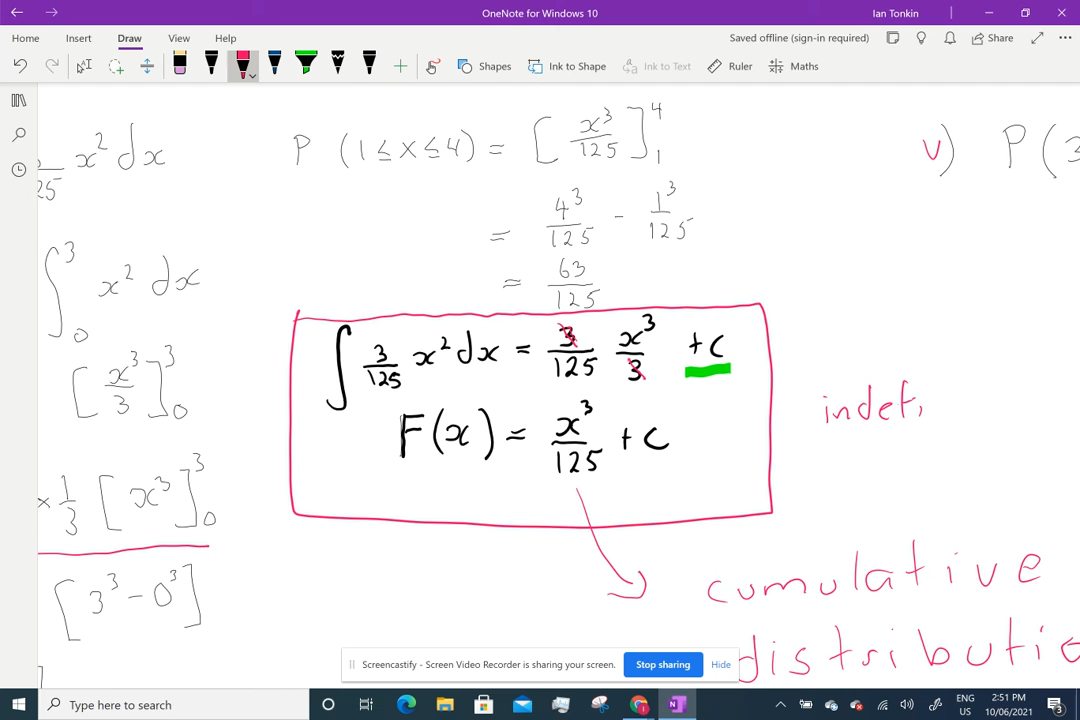 OneNote for Windows 10
Ian Tonkin
Home Insert Draw View Help
Saved offline (sign-in required)
Share
Shapes
Ink to Shape
Ink to Text
Ruler
Maths
x² dx
25
∫₀³ x² dx
[x³/3]₀³
× 1/3 [x³]₀³
[3³ - 0³]
P (1 ≤ x ≤ 4) = [x³/125]₁⁴
= 4³/125 - 1³/125
= 63/125
∫ 3/125 x² dx = 3/125 x³/3 + c
F(x) = x³/125 + c
v) P(3
indef
cumulative
distributio
Screencastify - Screen Video Recorder is sharing your screen.
Stop sharing
Hide
Type here to search
ENG
US
2:51 PM
10/06/2021
3